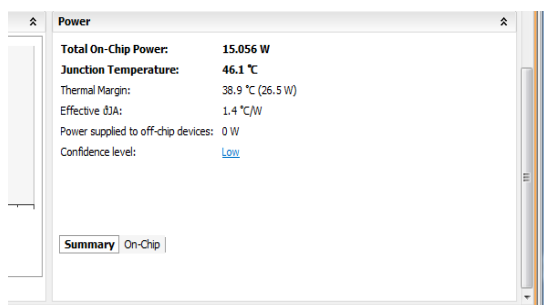 Power
Total On-Chip Power: 15.056 W
Junction Temperature: 46.1 °C
Thermal Margin: 38.9 °C (26.5 W)
Effective ϑJA: 1.4 °C/W
Power supplied to off-chip devices: 0 W
Confidence level: Low
Summary On-Chip